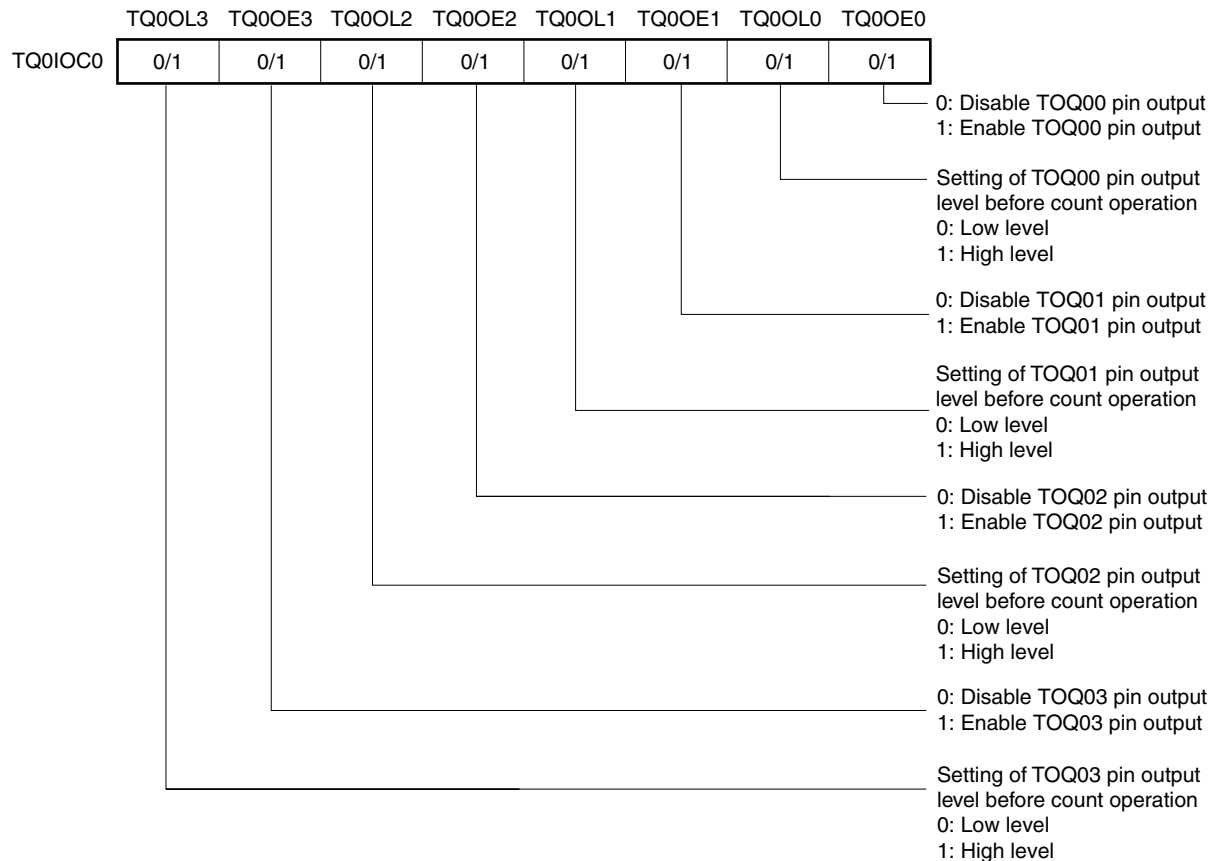 TQ0OL3 TQ0OE3 TQ0OL2 TQ0OE2 TQ0OL1 TQ0OE1 TQ0OL0 TQ0OE0
TQ0IOC0 0/1 0/1 0/1 0/1 0/1 0/1 0/1 0/1
0: Disable TOQ00 pin output
1: Enable TOQ00 pin output
Setting of TOQ00 pin output
level before count operation
0: Low level
1: High level
0: Disable TOQ01 pin output
1: Enable TOQ01 pin output
Setting of TOQ01 pin output
level before count operation
0: Low level
1: High level
0: Disable TOQ02 pin output
1: Enable TOQ02 pin output
Setting of TOQ02 pin output
level before count operation
0: Low level
1: High level
0: Disable TOQ03 pin output
1: Enable TOQ03 pin output
Setting of TOQ03 pin output
level before count operation
0: Low level
1: High level